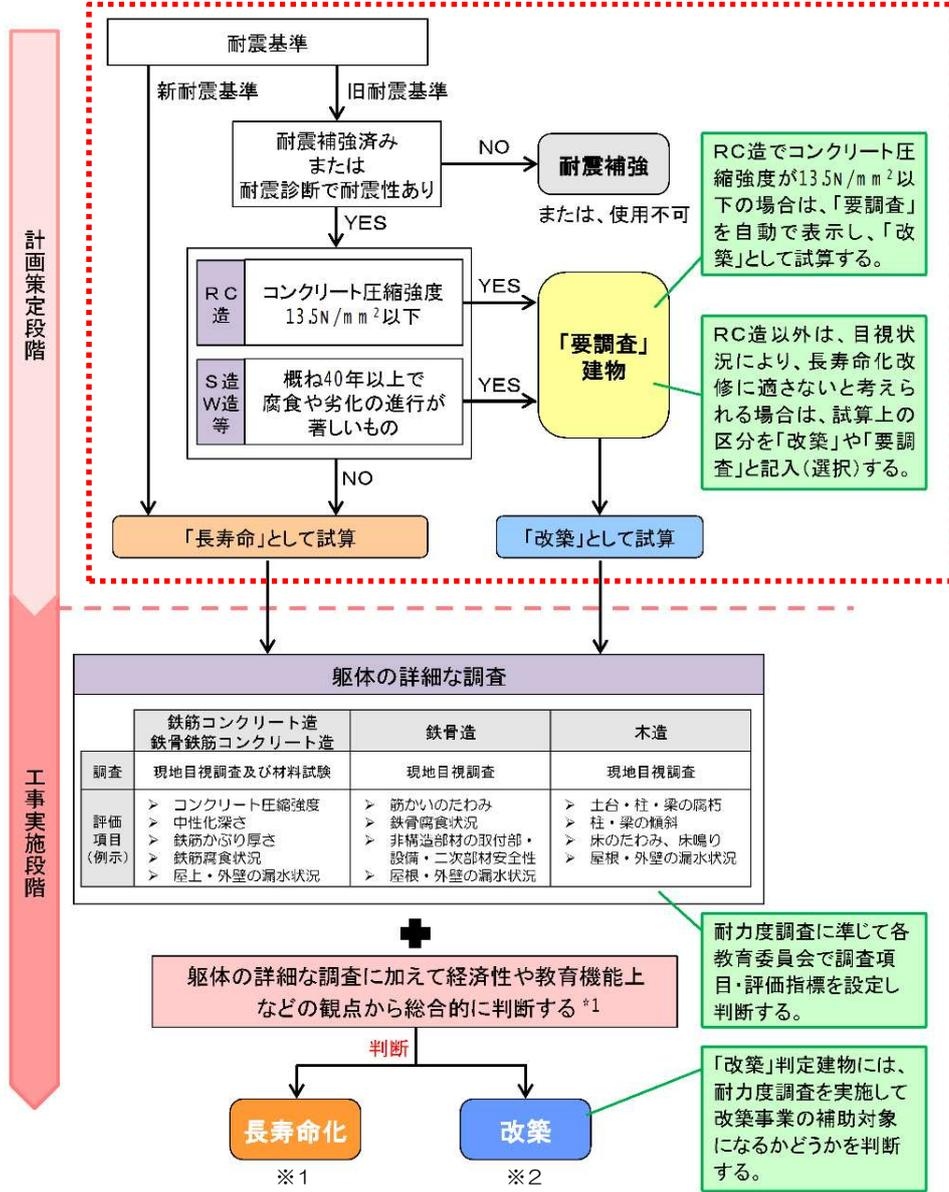 耐震基準
新耐震基準
旧耐震基準
耐震補強済み
または
耐震診断で耐震性あり
NO
耐震補強
または、使用不可
YES
RC造でコンクリート圧
縮強度が13.5N/mm²以
下の場合は、「要調査」
を自動で表示し、「改
築」として試算する。
RC造
コンクリート圧縮強度
13.5N/mm²以下
YES
「要調査」
建物
S造
W造
等
概ね40年以上で
腐食や劣化の進行が
著しいもの
YES
RC造以外は、目視状
況により、長寿命化改
修に適さないと考えら
れる場合は、試算上の
区分を「改築」や「要調
査」と記入(選択)する。
NO
「長寿命」として試算
「改築」として試算
計画策定段階
工事実施段階
躯体の詳細な調査
鉄筋コンクリート造
鉄骨鉄筋コンクリート造
鉄骨造
木造
調査
現地目視調査及び材料試験
現地目視調査
現地目視調査
評価
項目
(例示)
➢ コンクリート圧縮強度
➢ 中性化深さ
➢ 鉄筋かぶり厚さ
➢ 鉄筋腐食状況
➢ 屋上・外壁の漏水状況
➢ 筋かいのたわみ
➢ 鉄骨腐食状況
➢ 非構造部材の取付部・
設備・二次部材安全性
➢ 屋根・外壁の漏水状況
➢ 土台・柱・梁の腐朽
➢ 柱・梁の傾斜
➢ 床のたわみ、床鳴り
➢ 屋根・外壁の漏水状況
耐力度調査に準じて各
教育委員会で調査項
目・評価指標を設定し
判断する。
躯体の詳細な調査に加えて経済性や教育機能上
などの観点から総合的に判断する *1
判断
長寿命化
※1
改築
※2
「改築」判定建物には、
耐力度調査を実施して
改築事業の補助対象
になるかどうかを判断
する。